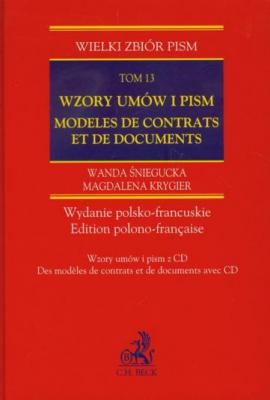 WIELKI ZBIÓR PISM
TOM 13
WZORY UMÓW I PISM
MODELES DE CONTRATS
ET DE DOCUMENTS
WANDA ŚNIEGUCKA
MAGDALENA KRYGIER
Wydanie polsko-francuskie
Edition polono-française
Wzory umów i pism z CD
Des modèles de contrats et de documents avec CD
B
C.H. BECK